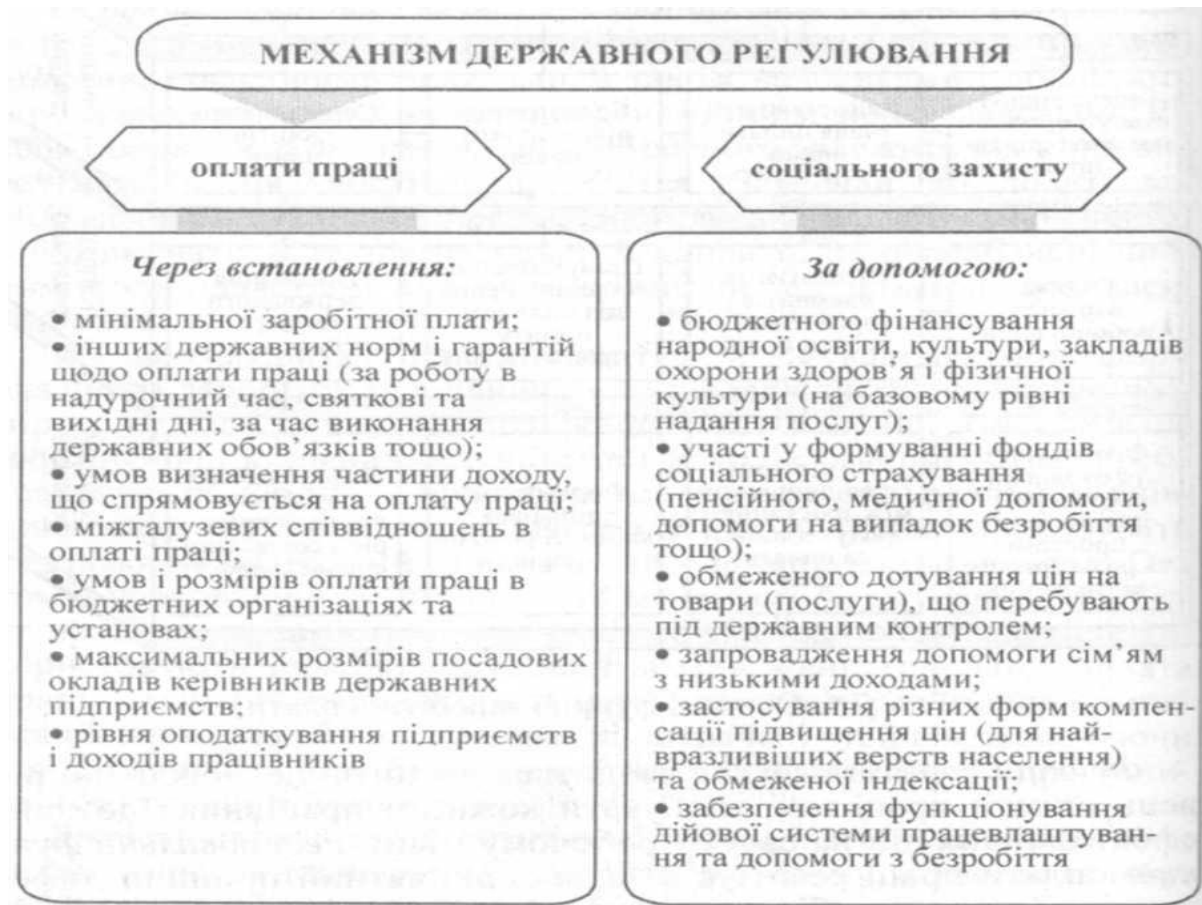 МЕХАНІЗМ ДЕРЖАВНОГО РЕГУЛЮВАННЯ
оплати праці
соціального захисту
Через встановлення:
• мінімальної заробітної плати;
• інших державних норм і гарантій
щодо оплати праці (за роботу в
надурочний час, святкові та
вихідні дні, за час виконання
державних обов’язків тощо);
• умов визначення частини доходу,
що спрямовується на оплату праці;
• міжгалузевих співвідношень в
оплаті праці;
• умов і розмірів оплати праці в
бюджетних організаціях та
установах;
• максимальних розмірів посадових
окладів керівників державних
підприємств;
• рівня оподаткування підприємств
і доходів працівників
За допомогою:
• бюджетного фінансування
народної освіти, культури, закладів
охорони здоров’я і фізичної
культури (на базовому рівні
надання послуг);
• участі у формуванні фондів
соціального страхування
(пенсійного, медичної допомоги,
допомоги на випадок безробіття
тощо);
• обмеженого дотування цін на
товари (послуги), що перебувають
під державним контролем;
• запровадження допомоги сім’ям
з низькими доходами;
• застосування різних форм компен-
сації підвищення цін (для най-
вразливіших верств населення)
та обмеженої індексації;
• забезпечення функціонування
дійової системи працевлаштуван-
ня та допомоги з безробіття